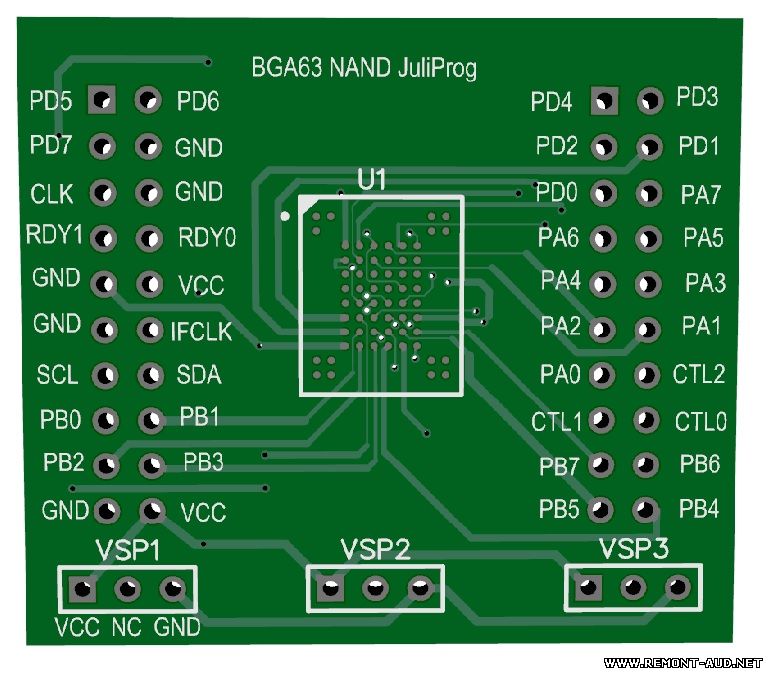 BGA63 NAND JuliProg
PD5 PD6 PD4 PD3
PD7 GND PD2 PD1
U1
CLK GND PD0 PA7
RDY1 RDY0 PA6 PA5
GND VCC PA4 PA3
GND IFCLK PA2 PA1
SCL SDA PA0 CTL2
PB0 PB1 CTL1 CTL0
PB2 PB3 PB7 PB6
GND VCC PB5 PB4
VSP1 VSP2 VSP3
VCC NC GND
WWW.REMONT-AUD.NET